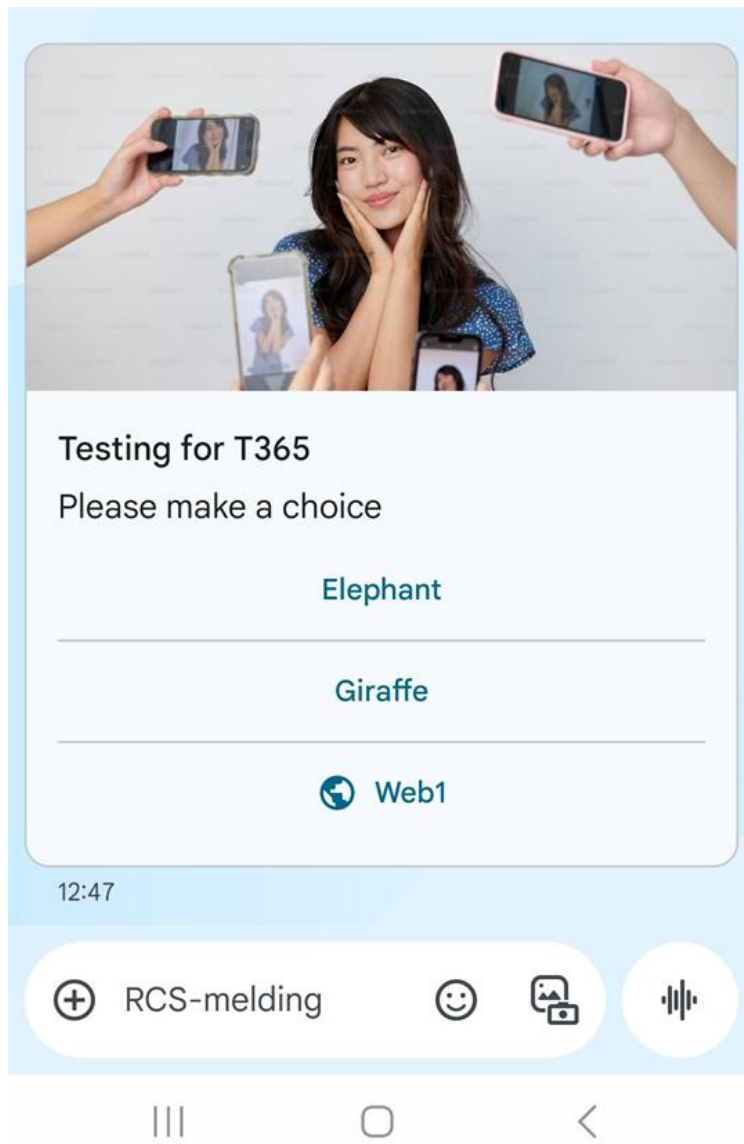 Testing for T365
Please make a choice
Elephant
Giraffe
Web1
12:47
RCS-melding